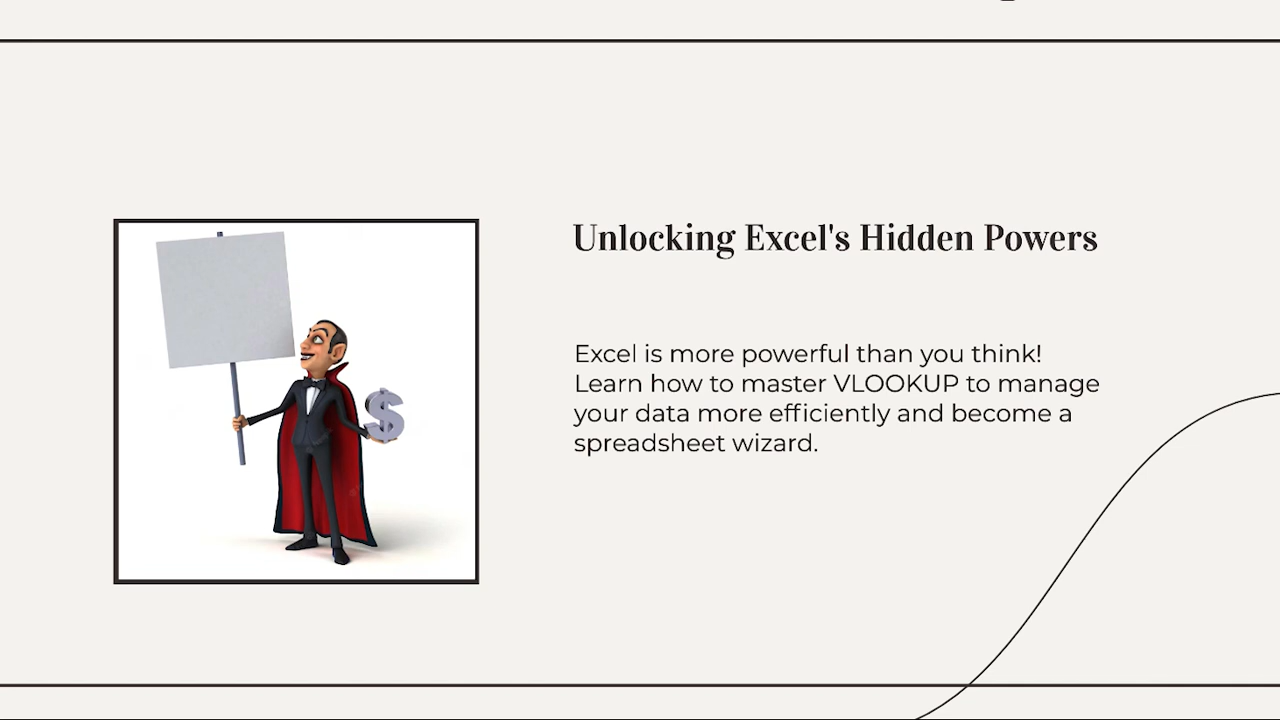 Unlocking Excel's Hidden Powers
Excel is more powerful than you think!
Learn how to master VLOOKUP to manage
your data more efficiently and become a
spreadsheet wizard.
$